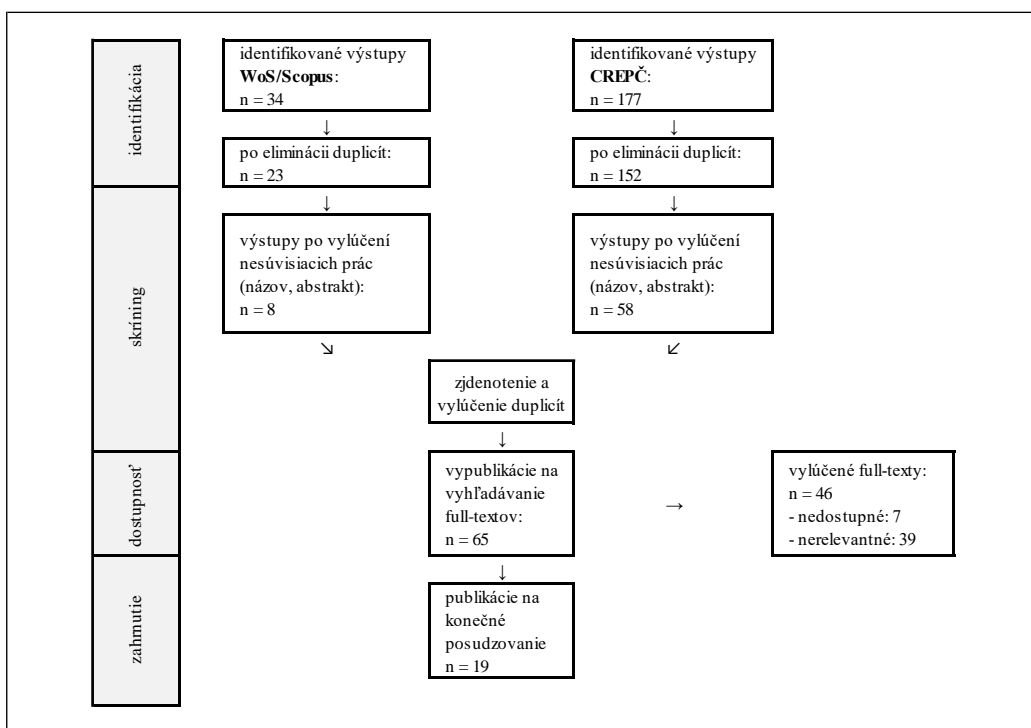 identifikácia
identifikované výstupy
WoS/Scopus:
n = 34
identifikované výstupy
CREPČ:
n = 177
↓
↓
po eliminácii duplicít:
n = 23
po eliminácii duplicít:
n = 152
↓
↓
skríning
výstupy po vylúčení
nesúvisiacich prác
(názov, abstrakt):
n = 8
výstupy po vylúčení
nesúvisiacich prác
(názov, abstrakt):
n = 58
↘
↙
zjdenotenie a
vylúčenie duplicít
↓
dostupnosť
vypublikácie na
vyhľadávanie
full-textov:
n = 65
→
vylúčené full-texty:
n = 46
- nedostupné: 7
- nerelevantné: 39
↓
zahrnutie
publikácie na
konečné
posudzovanie
n = 19